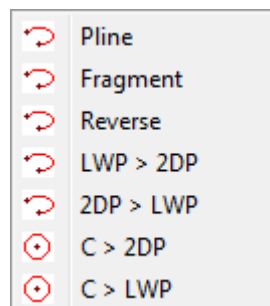 Pline
Fragment
Reverse
LWP > 2DP
2DP > LWP
C > 2DP
C > LWP